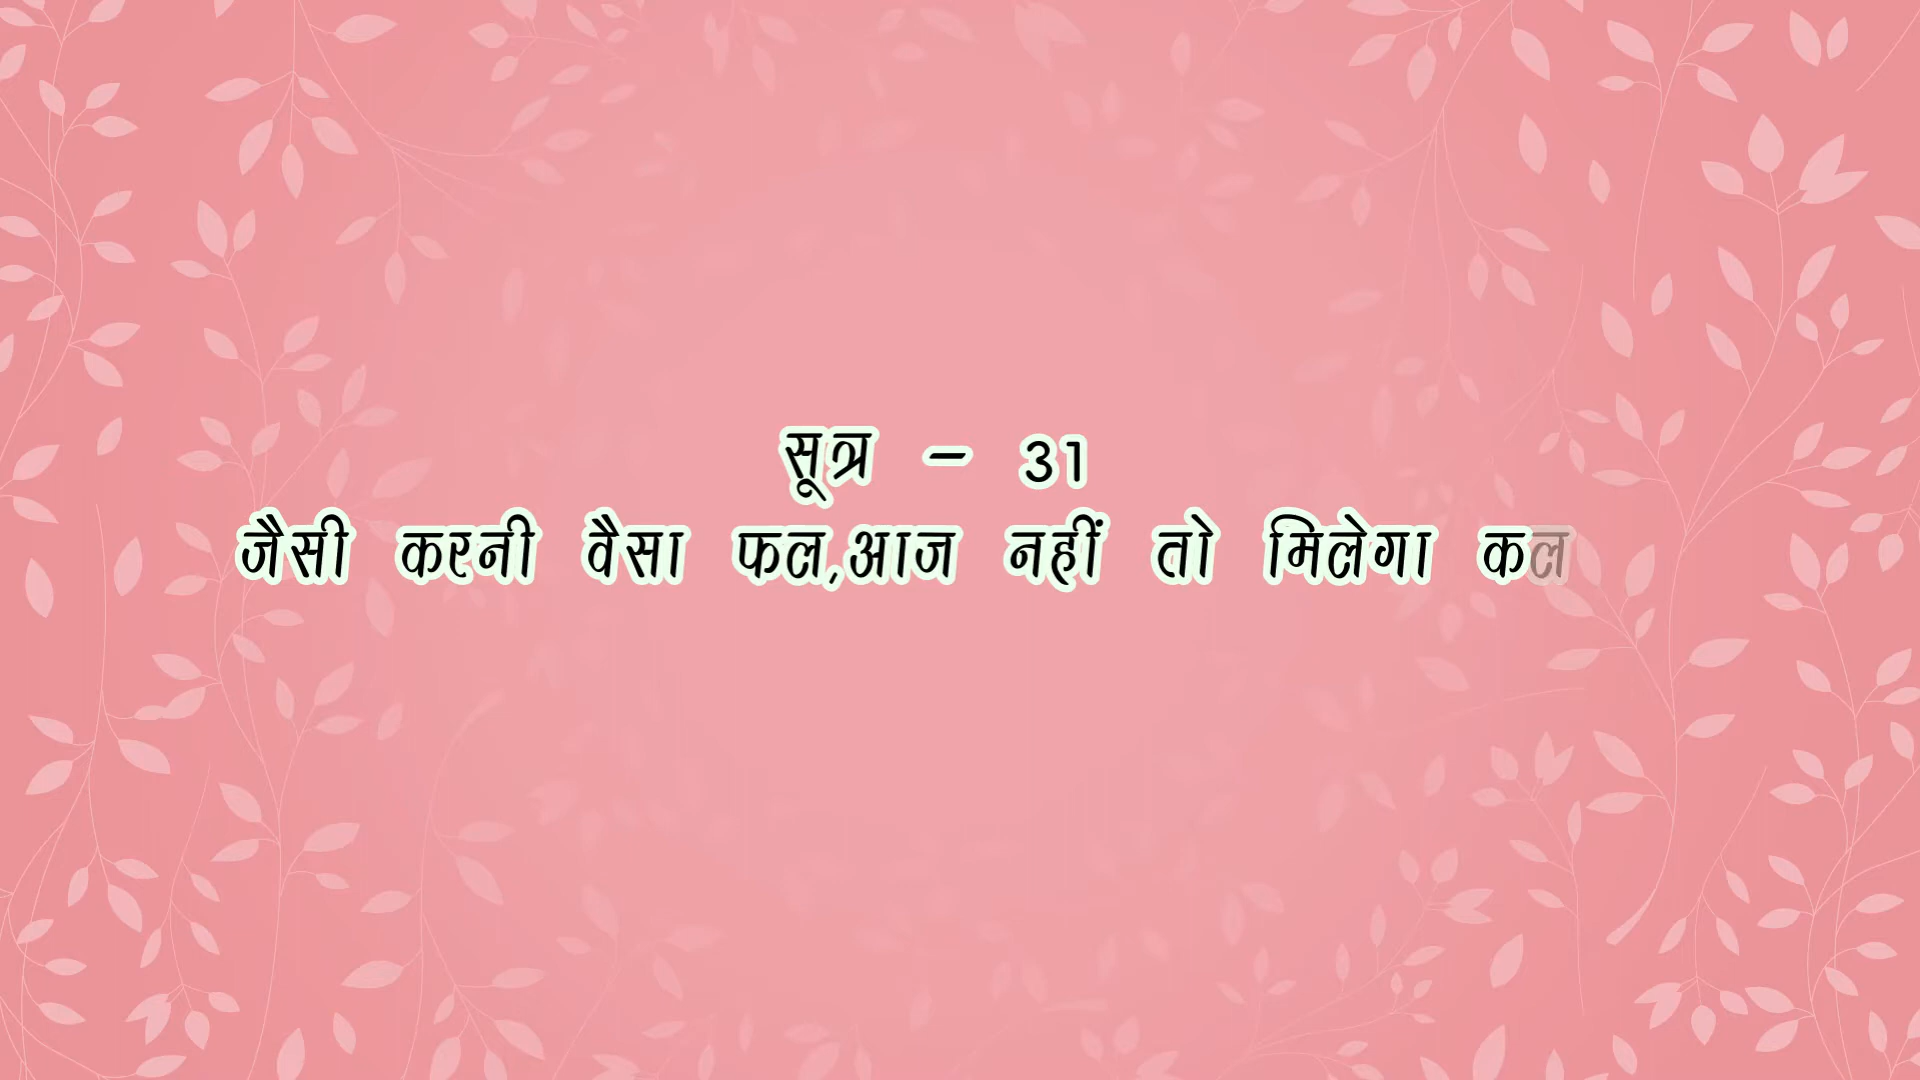 सूत्र - 31
जैसी करनी वैसा फल,आज नहीं तो मिलेगा कल